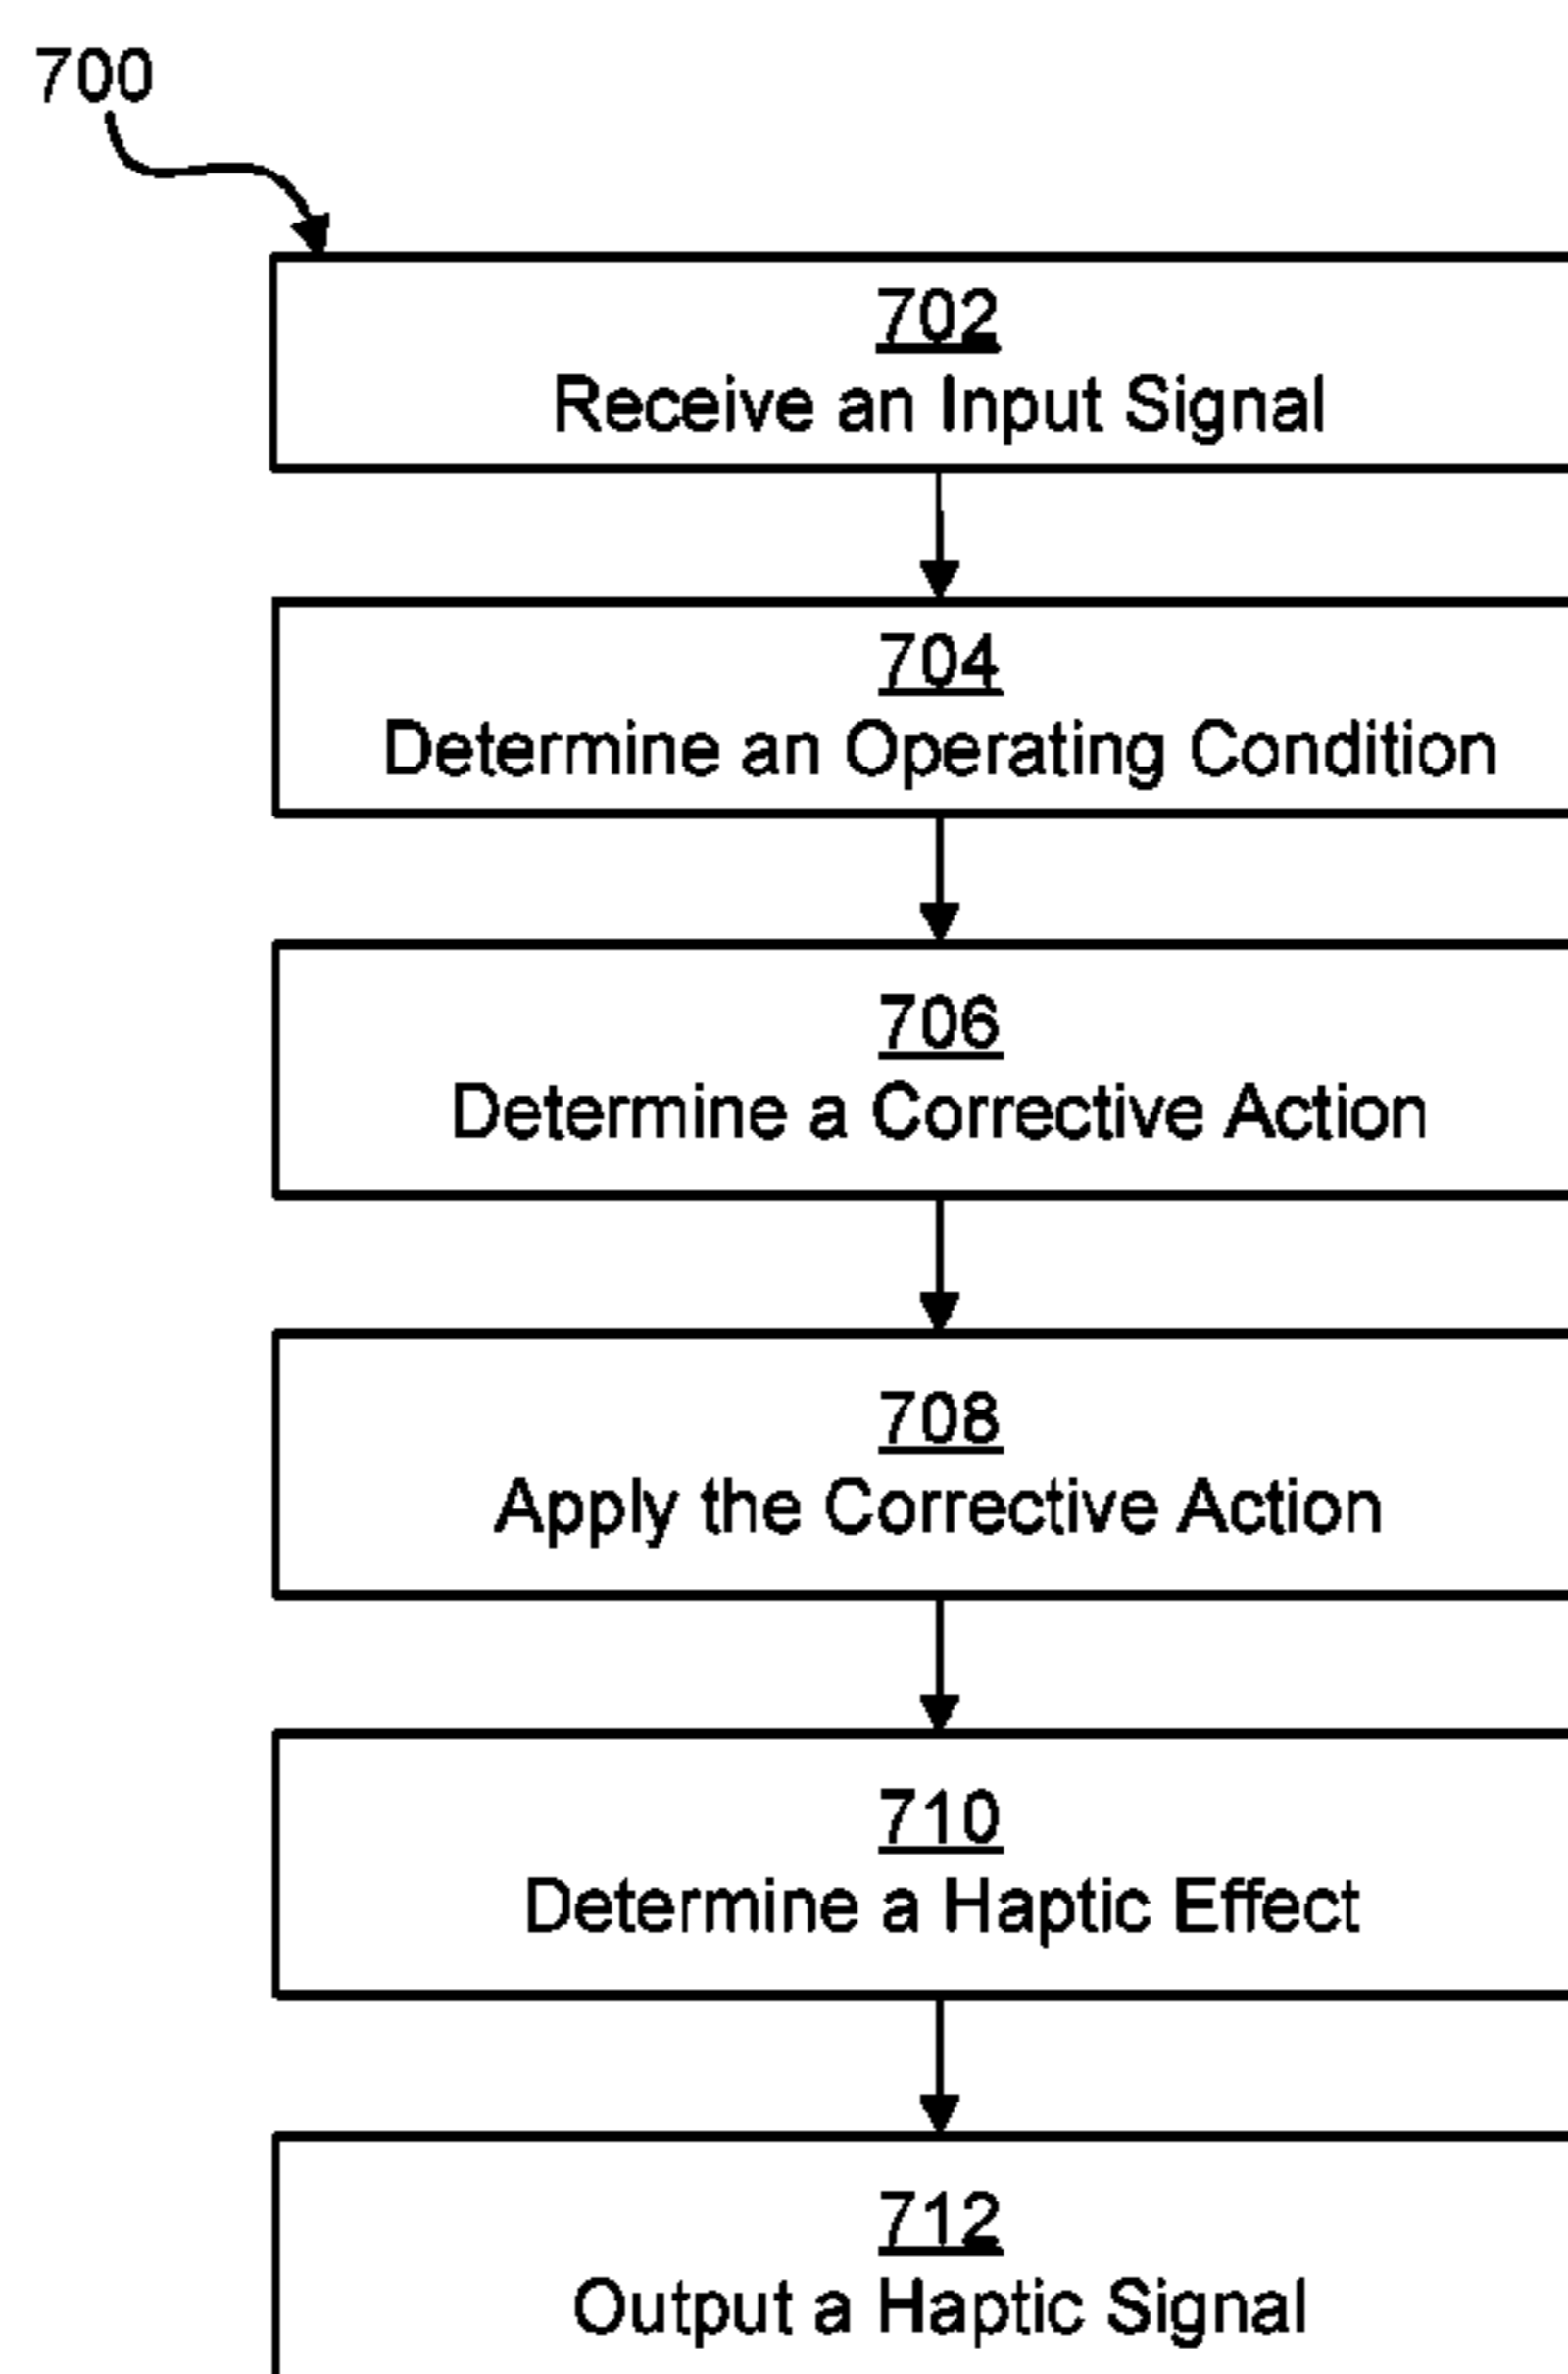 700
702
Receive an Input Signal
704
Determine an Operating Condition
706
Determine a Corrective Action
708
Apply the Corrective Action
710
Determine a Haptic Effect
712
Output a Haptic Signal